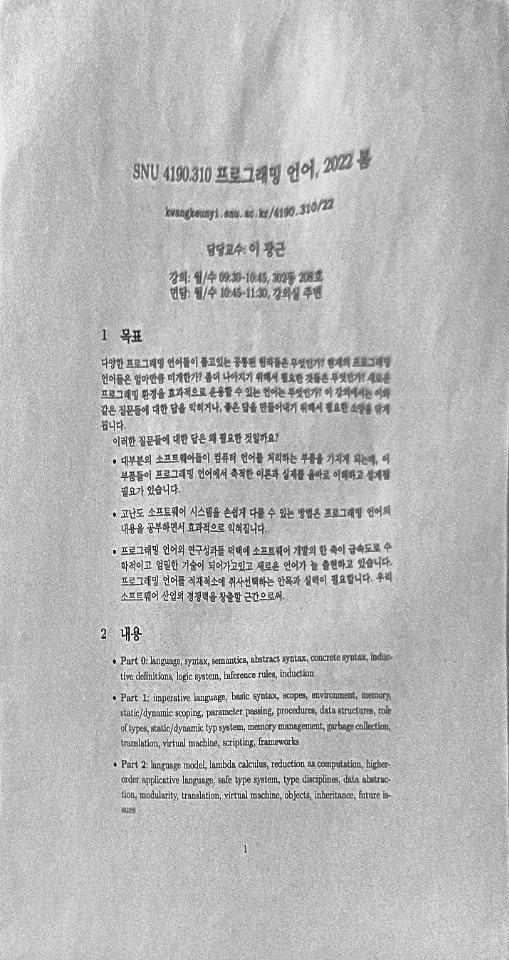 SNU 4190.310 프로그래밍 언어, 2022 봄
kwangkeunyi.snu.ac.kr/4190.310/22
담당교수: 이 광근
강의: 월/수 09:30-10:45, 302동 208호
면담: 월/수 10:45-11:30, 강의실 주변
1 목표
다양한 프로그래밍 언어들이 품고있는 공통된 원리들은 무엇인가? 현재의 프로그래밍
언어들은 얼마만큼 미개한가? 좀더 나아지기 위해서 필요한 것들은 무엇인가? 새로운
프로그래밍 환경을 효과적으로 운용할 수 있는 언어는 무엇인가? 이 강의에서는 이와
같은 질문들에 대한 답을 익히거나, 좋은 답을 만들어내기 위해서 필요한 소양을 닦게
됩니다.
이러한 질문들에 대한 답은 왜 필요한 것일까요?
• 대부분의 소프트웨어들이 컴퓨터 언어를 처리하는 부품을 가지게 되는데, 이
부품들이 프로그래밍 언어에서 축적한 이론과 실제를 올바로 이해하고 설계될
필요가 있습니다.
• 고난도 소프트웨어 시스템을 손쉽게 다룰 수 있는 방법은 프로그래밍 언어의
내용을 공부하면서 효과적으로 익혀집니다.
• 프로그래밍 언어의 연구성과들 덕택에 소프트웨어 개발의 한 축이 급속도로 수
학적이고 엄밀한 기술이 되어가고있고 새로운 언어가 늘 출현하고 있습니다.
프로그래밍 언어를 적재적소에 취사선택하는 안목과 실력이 필요합니다. 우리
소프트웨어 산업의 경쟁력을 창출할 근간으로써.
2 내용
• Part 0: language, syntax, semantics, abstract syntax, concrete syntax, induc-
tive definitions, logic system, inference rules, induction
• Part 1: imperative language, basic syntax, scopes, environment, memory,
static/dynamic scoping, parameter passing, procedures, data structures, role
of types, static/dynamic typ system, memory management, garbage collection,
translation, virtual machine, scripting, frameworks
• Part 2: language model, lambda calculus, reduction as computation, higher-
order applicative language, safe type system, type disciplines, data abstrac-
tion, modularity, translation, virtual machine, objects, inheritance, future is-
sues
1